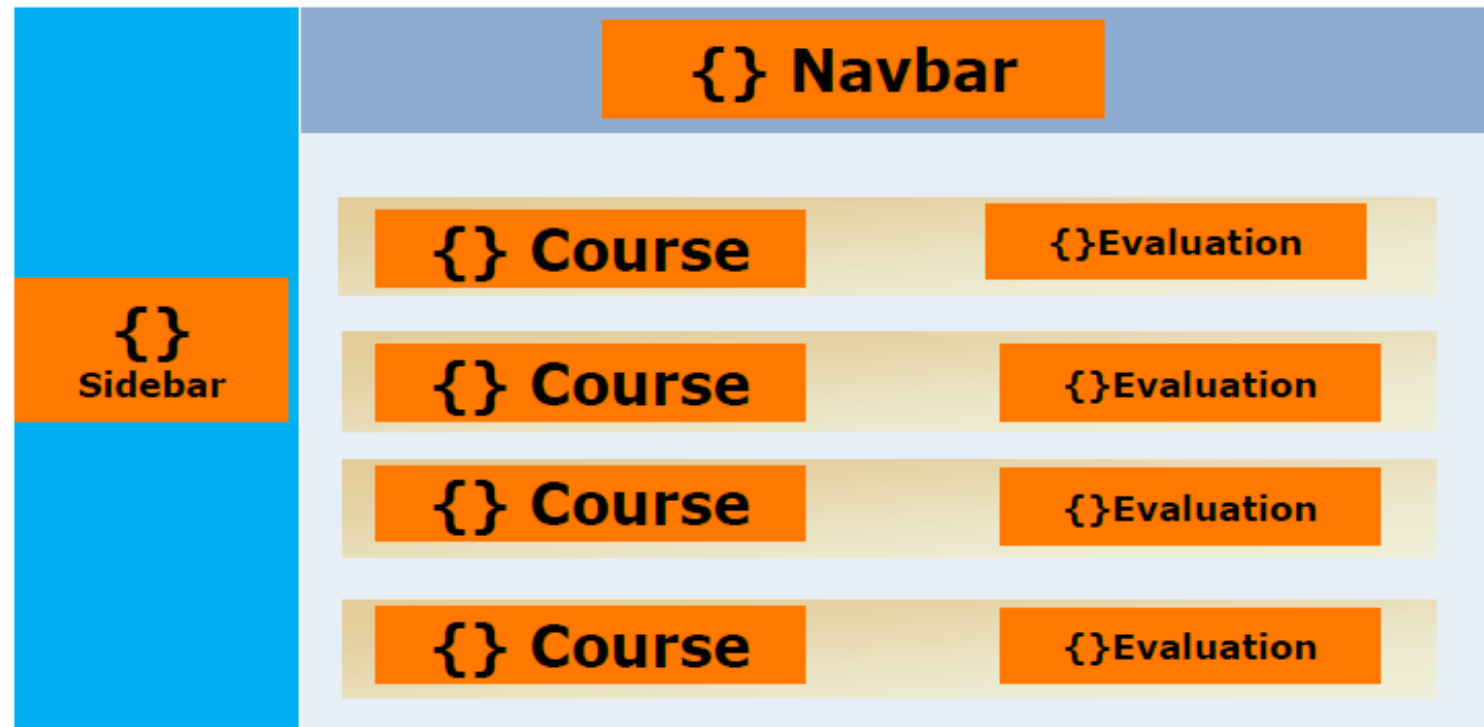 {} Navbar
{} Course
{}Evaluation
{}
Sidebar
{} Course
{}Evaluation
{} Course
{}Evaluation
{} Course
{}Evaluation